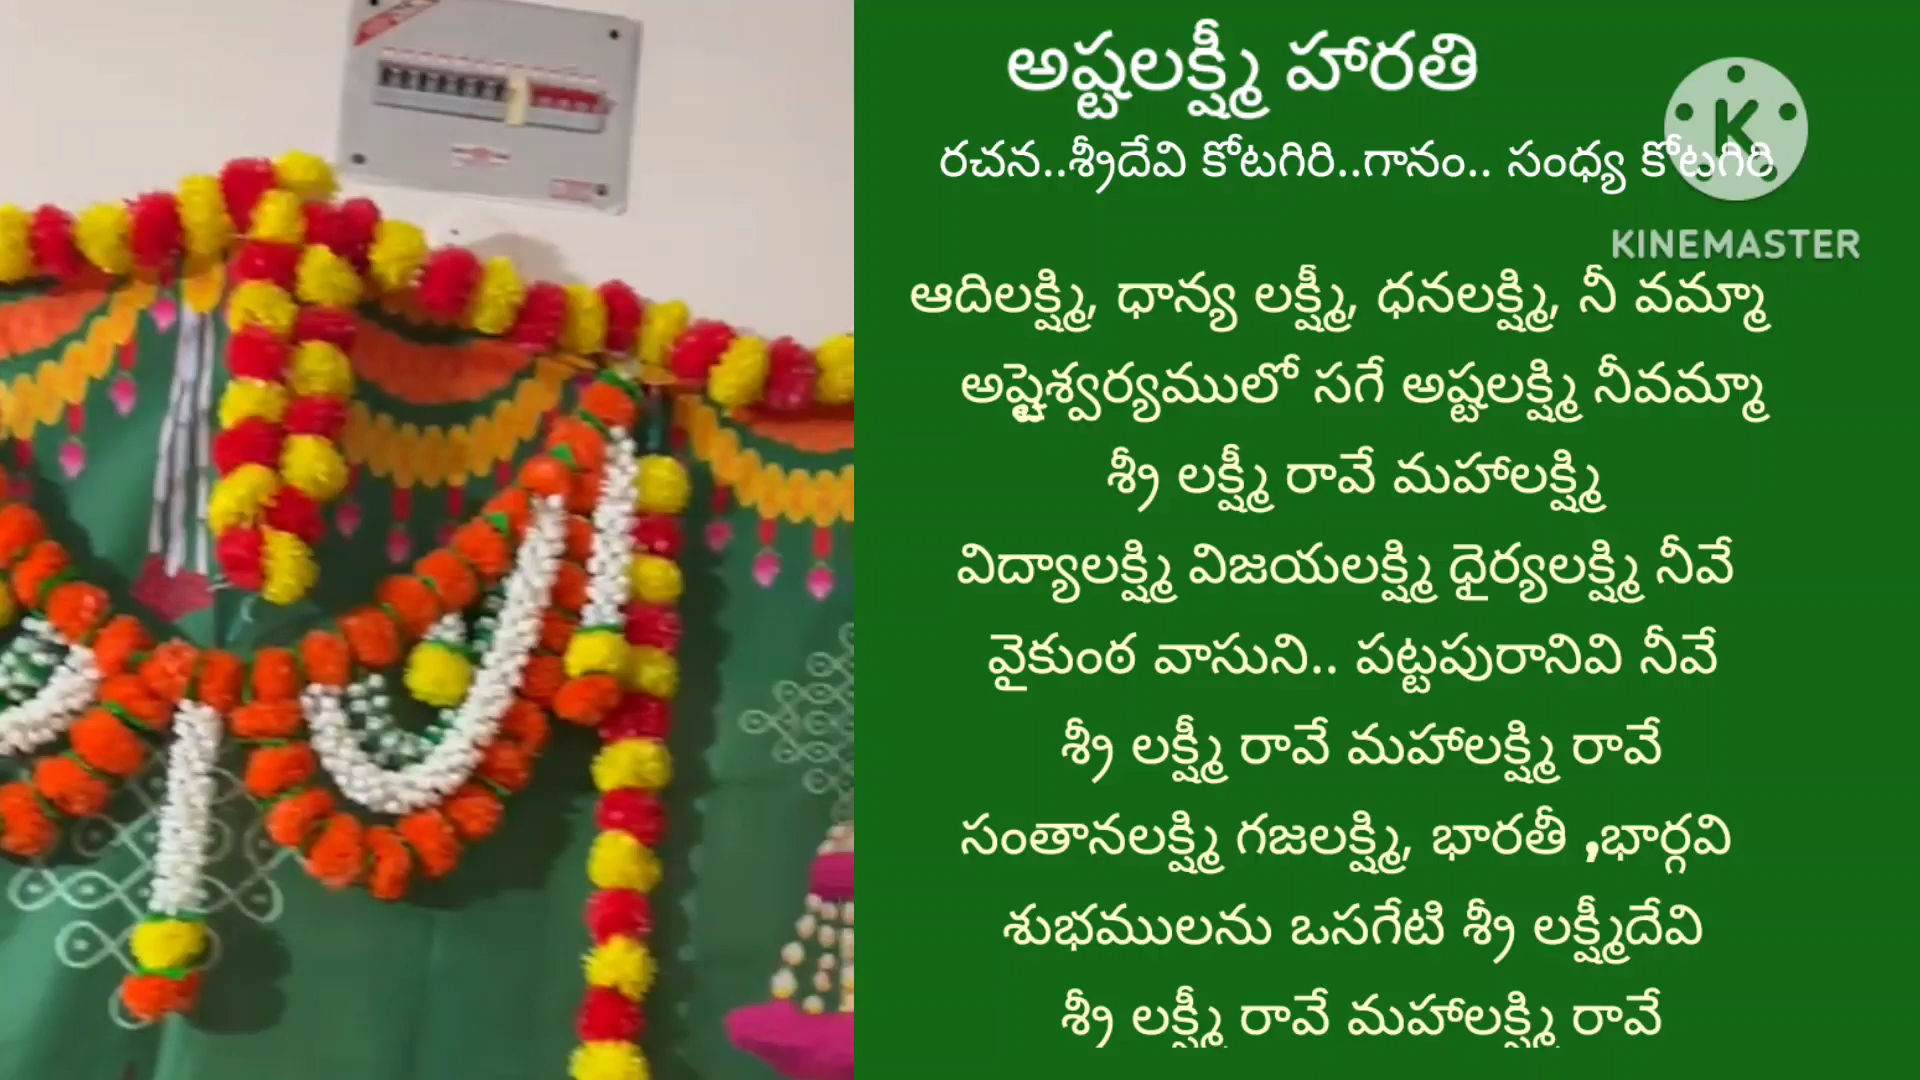 అష్టలక్ష్మీ హారతి
రచన..శ్రీదేవి కోటగిరి..గానం.. సంధ్య కోటగిరి
KINEMASTER
ఆదిలక్ష్మి, ధాన్య లక్ష్మీ, ధనలక్ష్మి, నీ వమ్మా
అష్టైశ్వర్యములో సగే అష్టలక్ష్మి నీవమ్మా
శ్రీ లక్ష్మీ రావే మహాలక్ష్మి
విద్యాలక్ష్మి విజయలక్ష్మి ధైర్యలక్ష్మి నీవే
వైకుంఠ వాసుని.. పట్టపురానివి నీవే
శ్రీ లక్ష్మీ రావే మహాలక్ష్మి రావే
సంతానలక్ష్మి గజలక్ష్మి, భారతీ ,భార్గవి
శుభములను ఒసగేటి శ్రీ లక్ష్మీదేవి
శ్రీ లక్ష్మీ రావే మహాలక్ష్మి రావే